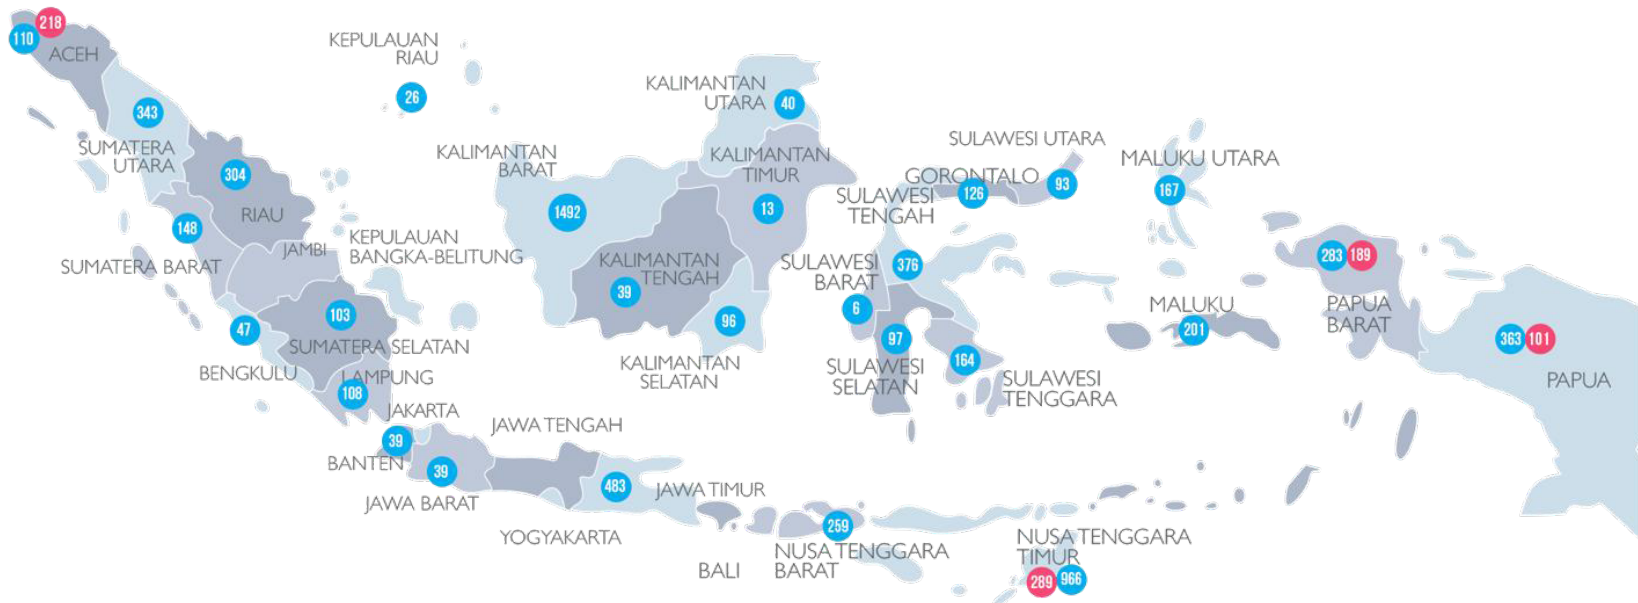 218
110
ACEH
KEPULAUAN
RIAU
26
343
SUMATERA
UTARA
304
RIAU
148
SUMATERA BARAT
JAMBI
KEPULAUAN
BANGKA-BELITUNG
47
BENGKULU
103
SUMATERA SELATAN
LAMPUNG
108
JAKARTA
39
BANTEN
39
JAWA BARAT
JAWA TENGAH
483
JAWA TIMUR
YOGYAKARTA
BALI
259
NUSA TENGGARA
BARAT
NUSA TENGGARA
TIMUR
289
966
KALIMANTAN
BARAT
1492
KALIMANTAN
UTARA
40
KALIMANTAN
TIMUR
13
KALIMANTAN
TENGAH
39
96
KALIMANTAN
SELATAN
SULAWESI UTARA
93
GORONTALO
126
SULAWESI
TENGAH
376
SULAWESI
BARAT
6
97
SULAWESI
SELATAN
164
SULAWESI
TENGGARA
MALUKU UTARA
167
MALUKU
201
283
189
PAPUA
BARAT
363
101
PAPUA